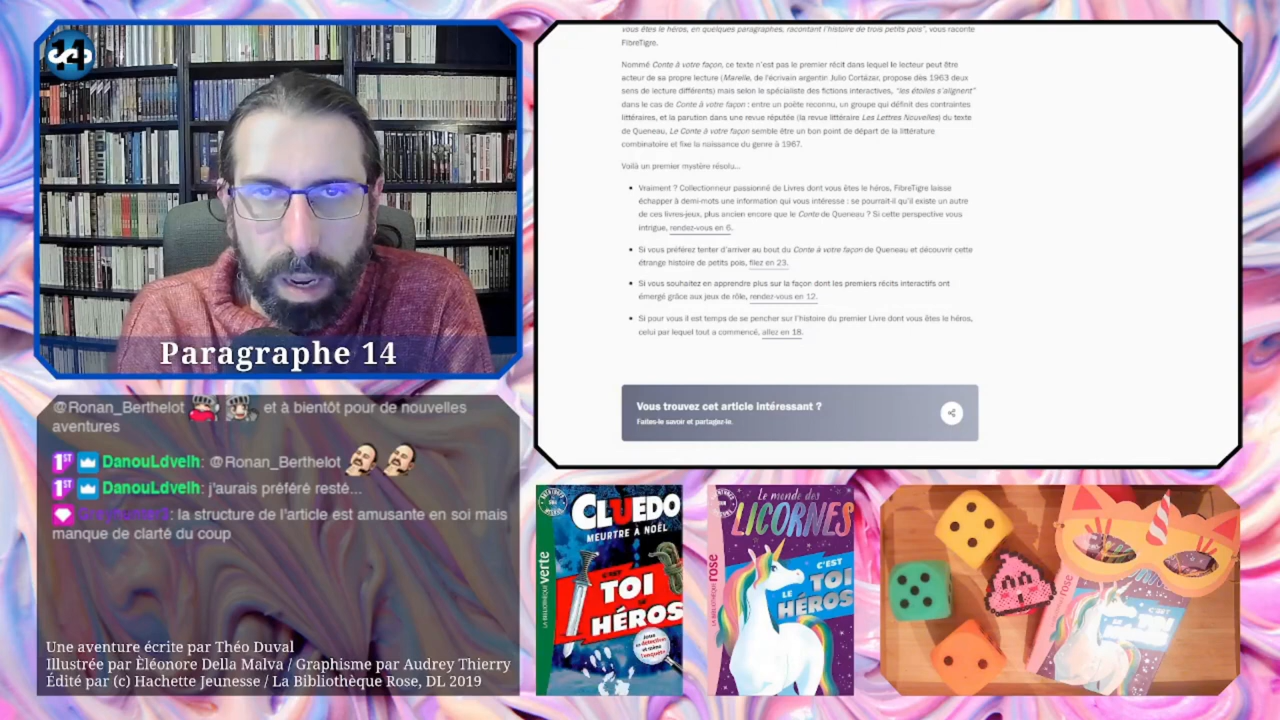 14
Paragraphe 14
@Ronan_Berthelot et à bientôt pour de nouvelles
aventures
1ST DanouLdvelh: @Ronan_Berthelot
1ST DanouLdvelh: j'aurais préféré resté...
: la structure de l'article est amusante en soi mais
manque de clarté du coup
Une aventure écrite par Théo Duval
Illustrée par Èléonore Della Malva / Graphisme par Audrey Thierry
Édité par (c) Hachette Jeunesse / La Bibliothèque Rose, DL 2019
vous êtes le héros, en quelques paragraphes, racontant l'histoire de trois petits pois", vous raconte
FibreTigre.
Nommé Conte à votre façon, ce texte n'est pas le premier récit dans lequel le lecteur peut être
acteur de sa propre lecture (Marelle, de l'écrivain argentin Julio Cortázar, propose dès 1963 deux
sens de lecture différents) mais selon le spécialiste des fictions interactives, "les étoiles s'alignent"
dans le cas de Conte à votre façon : entre un poète reconnu, un groupe qui définit des contraintes
littéraires, et la parution dans une revue réputée (la revue littéraire Les Lettres Nouvelles) du texte
de Queneau, Le Conte à votre façon semble être un bon point de départ de la littérature
combinatoire et fixe la naissance du genre à 1967.
Voilà un premier mystère résolu...
Vraiment ? Collectionneur passionné de Livres dont vous êtes le héros, FibreTigre laisse
échapper à demi-mots une information qui vous intéresse : se pourrait-il qu'il existe un autre
de ces livres-jeux, plus ancien encore que le Conte de Queneau ? Si cette perspective vous
intrigue, rendez-vous en 6.
Si vous préférez tenter d'arriver au bout du Conte à votre façon de Queneau et découvrir cette
étrange histoire de petits pois, filez en 23.
Si vous souhaitez en apprendre plus sur la façon dont les premiers récits interactifs ont
émergé grâce aux jeux de rôle, rendez-vous en 12.
Si pour vous il est temps de se pencher sur l'histoire du premier Livre dont vous êtes le héros,
celui par lequel tout a commencé, allez en 18.
Vous trouvez cet article intéressant ?
Faites-le savoir et partagez-le.
CLUEDO
MEURTRE À NOËL
C'EST
TOI
LE
HÉROS
LA BIBLIOTHÈQUE verte
Le monde des
LICORNES
C'EST
TOI
LE
HÉROS
LA BIBLIOTHÈQUE rose